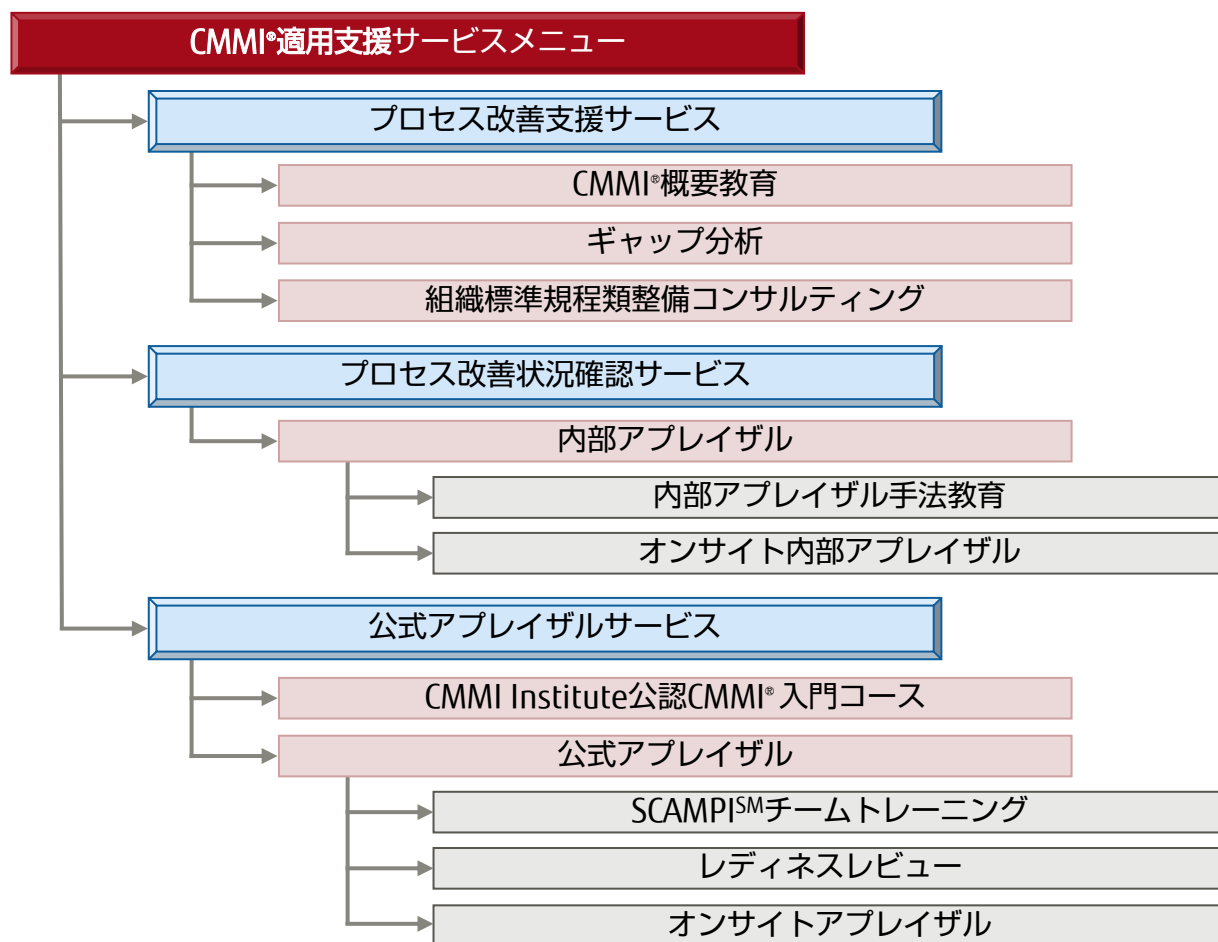 CMMI®適用支援サービスメニュー
プロセス改善支援サービス
CMMI®概要教育
ギャップ分析
組織標準規程類整備コンサルティング
プロセス改善状況確認サービス
内部アプレイザル
内部アプレイザル手法教育
オンサイト内部アプレイザル
公式アプレイザルサービス
CMMI Institute公認CMMI® 入門コース
公式アプレイザル
SCAMPI℠チームトレーニング
レディネスレビュー
オンサイトアプレイザル